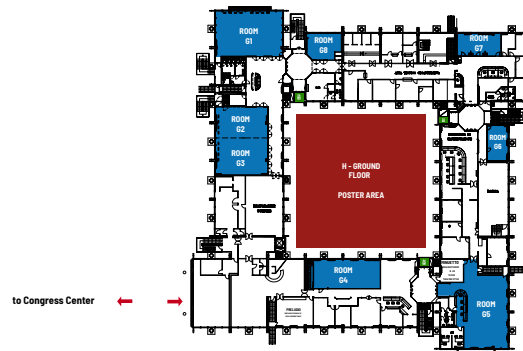 ROOM
G1
ROOM
G8
ROOM
G7
ROOM
G2
ROOM
G3
ROOM
G6
H - GROUND
FLOOR
POSTER AREA
ROOM
G4
ROOM
G5
to Congress Center